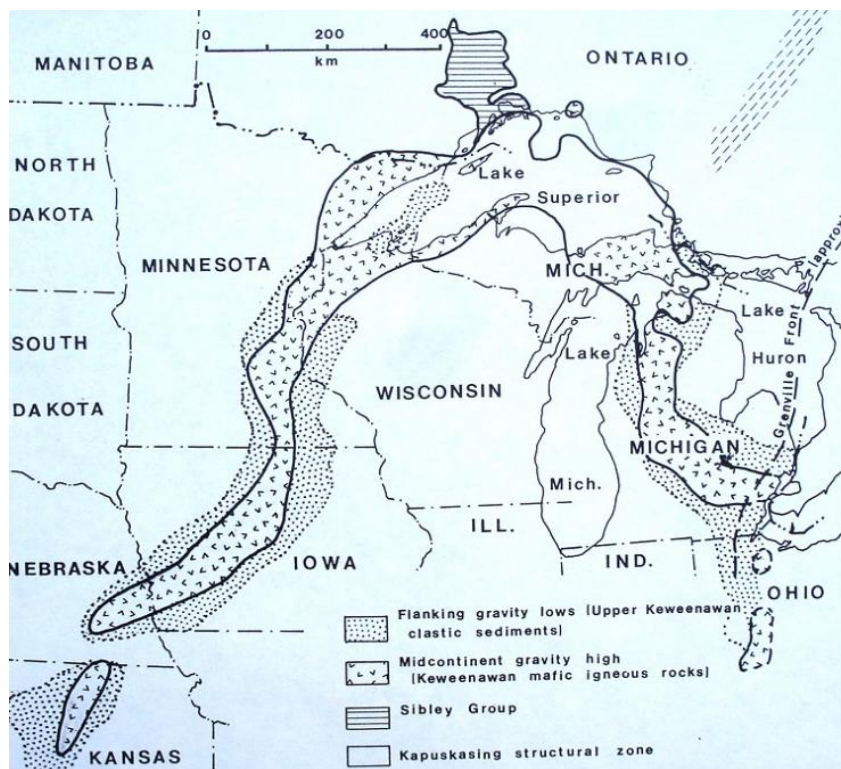 0 200 400
km
MANITOBA
ONTARIO
NORTH
DAKOTA
Lake
Superior
MINNESOTA
MICH.
(approx
SOUTH
DAKOTA
Lake
Huron
Lake
Grenville Front
WISCONSIN
MICHIGAN
Mich.
ILL.
NEBRASKA
IOWA
IND.
OHIO
Flanking gravity lows (Upper Keweenawan
clastic sediments)
Midcontinent gravity high
(Keweenawan mafic igneous rocks)
Sibley Group
KANSAS
Kapuskasing structural zone